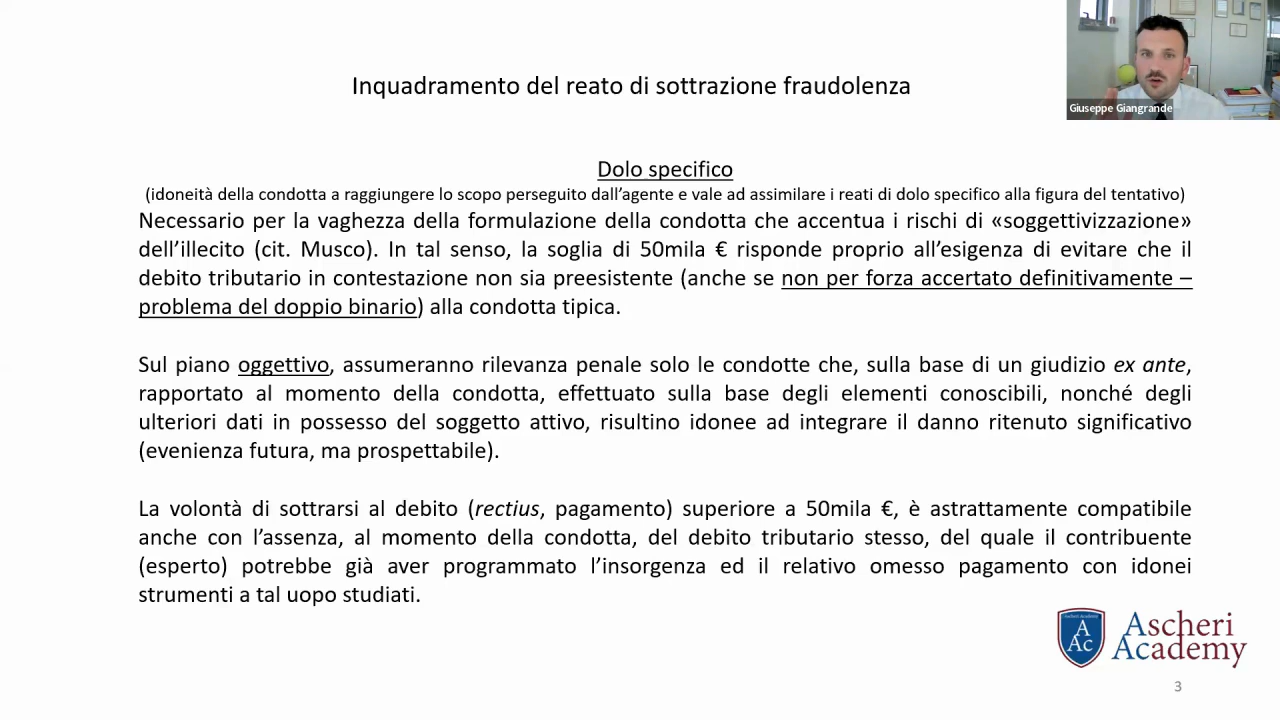 Inquadramento del reato di sottrazione fraudolenza
Giuseppe Giangrande
Dolo specifico
(idoneità della condotta a raggiungere lo scopo perseguito dall’agente e vale ad assimilare i reati di dolo specifico alla figura del tentativo)
Necessario per la vaghezza della formulazione della condotta che accentua i rischi di «soggettivizzazione»
dell’illecito (cit. Musco). In tal senso, la soglia di 50mila € risponde proprio all’esigenza di evitare che il
debito tributario in contestazione non sia preesistente (anche se non per forza accertato definitivamente –
problema del doppio binario) alla condotta tipica.
Sul piano oggettivo, assumeranno rilevanza penale solo le condotte che, sulla base di un giudizio ex ante,
rapportato al momento della condotta, effettuato sulla base degli elementi conoscibili, nonché degli
ulteriori dati in possesso del soggetto attivo, risultino idonee ad integrare il danno ritenuto significativo
(evenienza futura, ma prospettabile).
La volontà di sottrarsi al debito (rectius, pagamento) superiore a 50mila €, è astrattamente compatibile
anche con l’assenza, al momento della condotta, del debito tributario stesso, del quale il contribuente
(esperto) potrebbe già aver programmato l’insorgenza ed il relativo omesso pagamento con idonei
strumenti a tal uopo studiati.
A
Ac
Ascheri
Academy
3